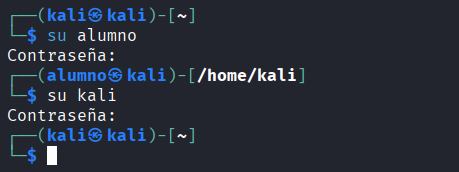 ┌──(kali㉿kali)-[~]
└─$ su alumno
Contraseña:
┌──(alumno㉿kali)-[/home/kali]
└─$ su kali
Contraseña:
┌──(kali㉿kali)-[~]
└─$